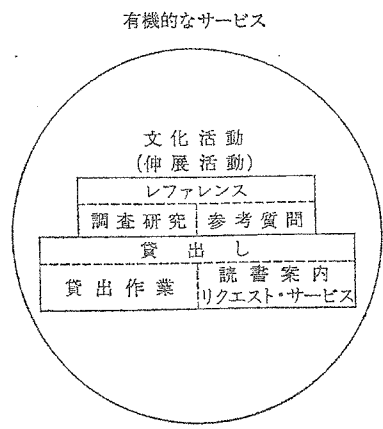 有機的なサービス
文化活動
(伸展活動)
レファレンス
調査研究 参考質問
貸出し
貸出作業 読書案内
リクエスト・サービス